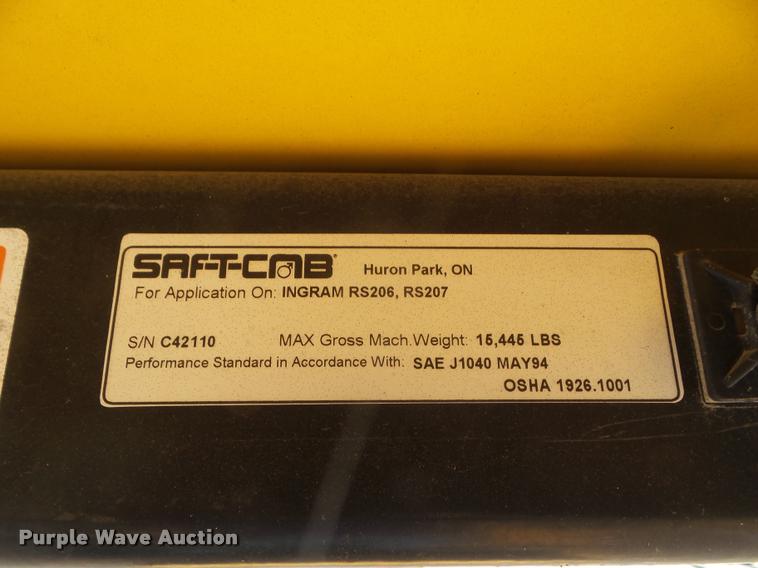 SAFT-CAB® Huron Park, ON
For Application On: INGRAM RS206, RS207
S/N C42110 MAX Gross Mach.Weight: 15,445 LBS
Performance Standard in Accordance With: SAE J1040 MAY94
OSHA 1926.1001
Purple Wave Auction